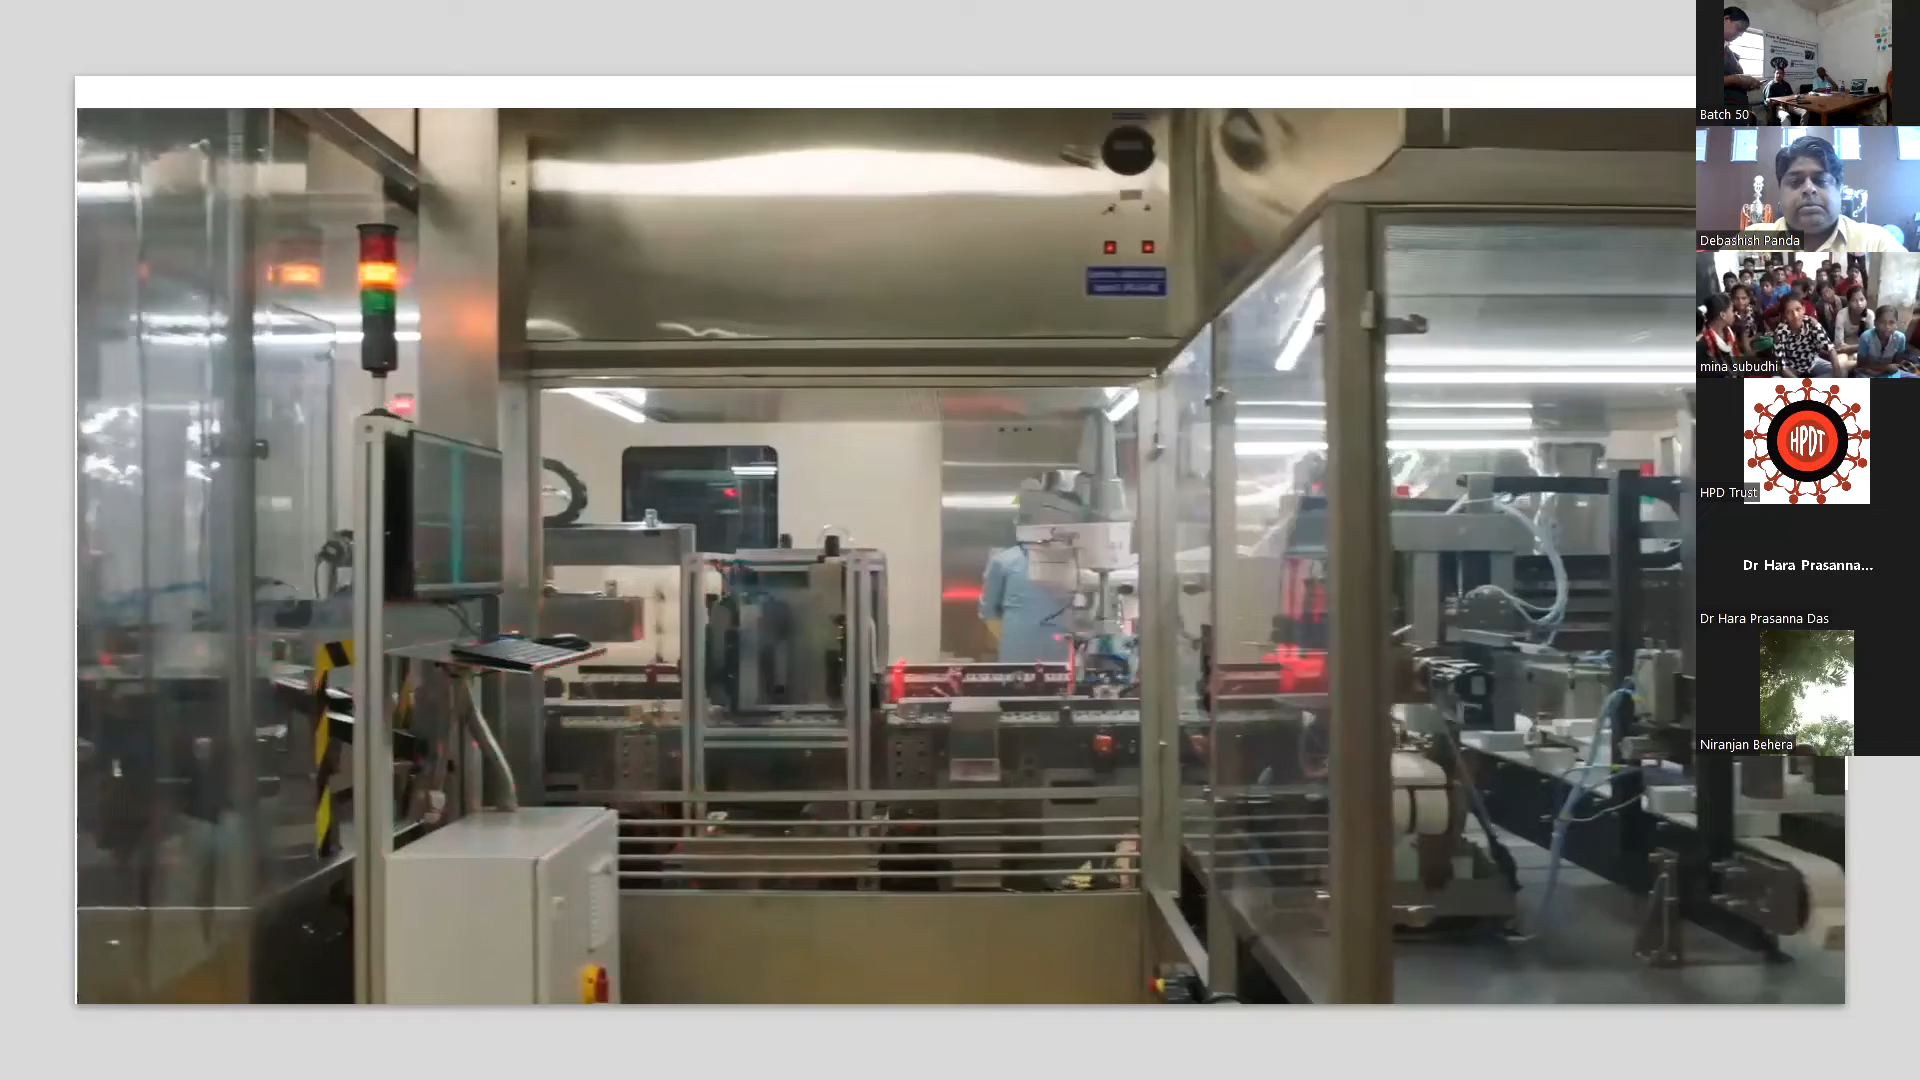 Batch 50
Debashish Panda
mina subudhi
HPDT
HPD Trust
Dr Hara Prasanna...
Dr Hara Prasanna Das
Niranjan Behera